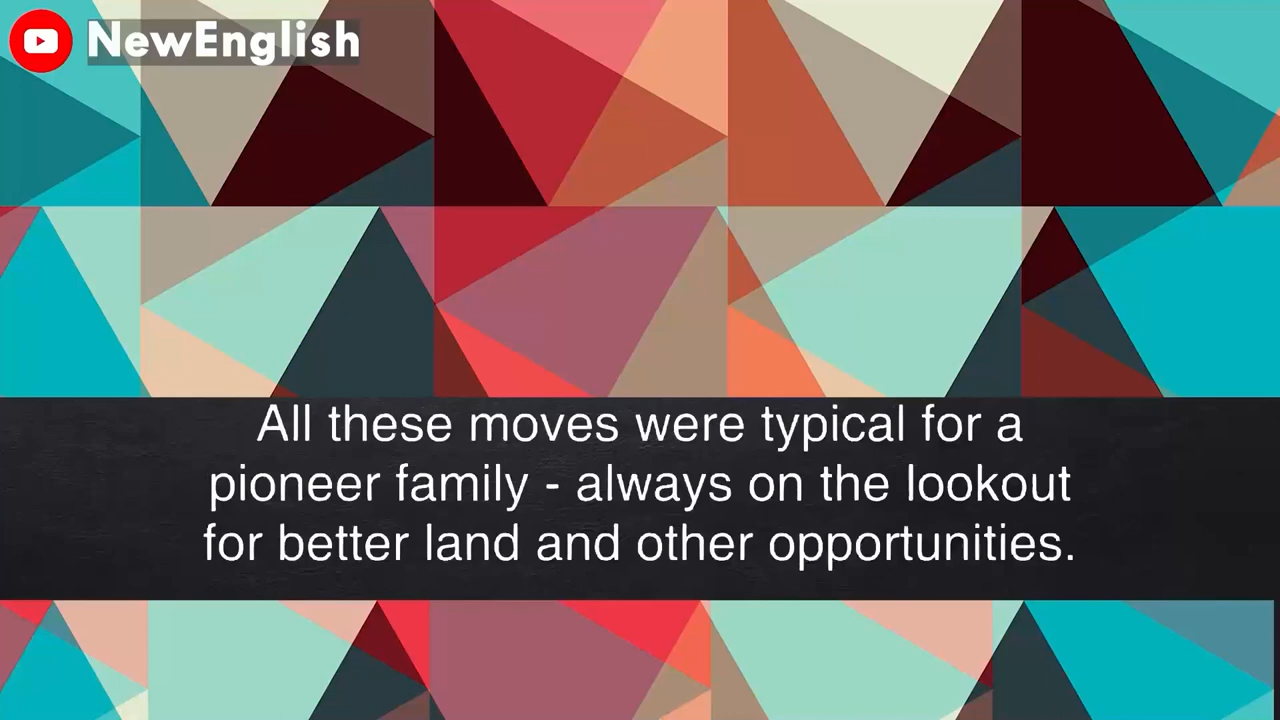 NewEnglish
All these moves were typical for a
pioneer family - always on the lookout
for better land and other opportunities.